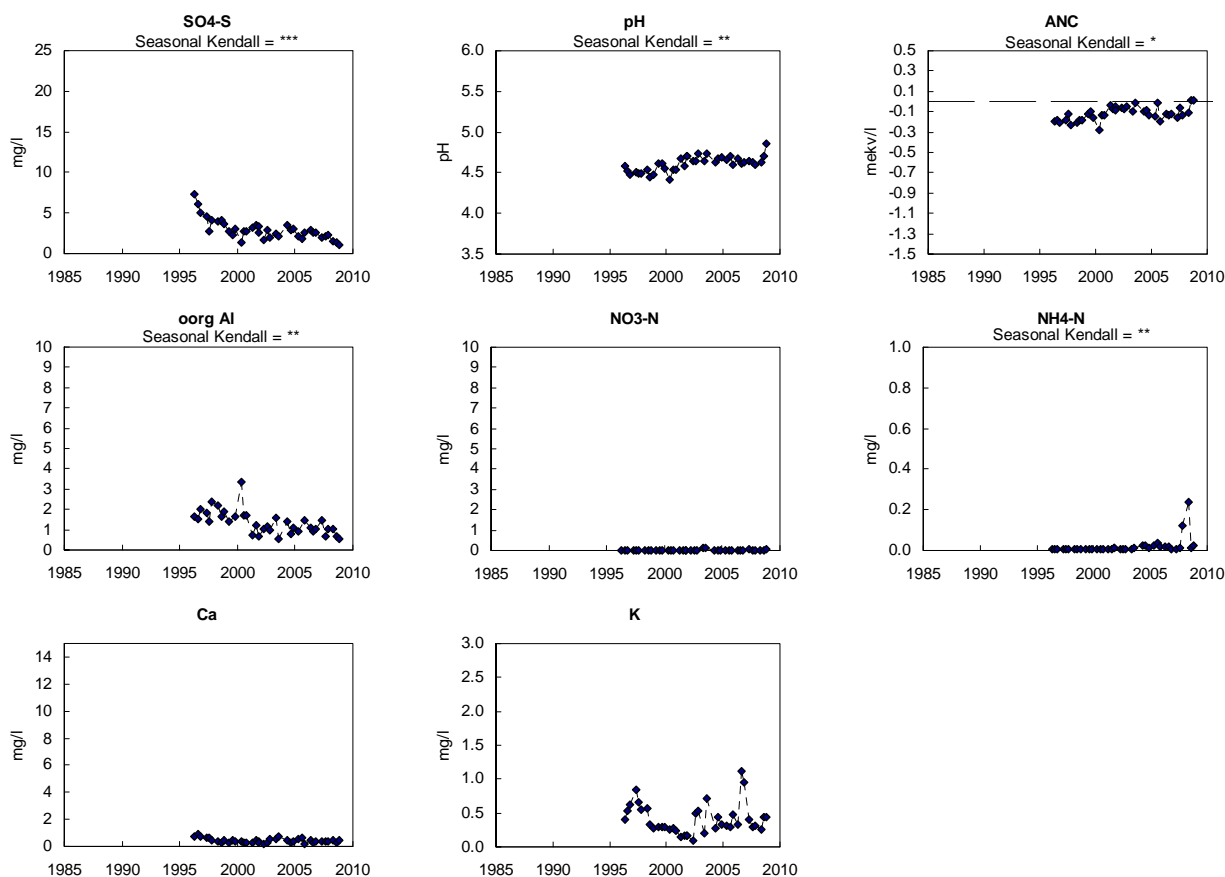 SO4-S
Seasonal Kendall = ***
25
20
15
10
5
0
mg/l
1985 1990 1995 2000 2005 2010
pH
Seasonal Kendall = **
6.0
5.5
5.0
4.5
4.0
3.5
pH
1985 1990 1995 2000 2005 2010
ANC
Seasonal Kendall = *
0.5
0.3
0.1
-0.1
-0.3
-0.5
-0.7
-0.9
-1.1
-1.3
-1.5
mekv/l
1985 1990 1995 2000 2005 2010
oorg Al
Seasonal Kendall = **
10
9
8
7
6
5
4
3
2
1
0
mg/l
1985 1990 1995 2000 2005 2010
NO3-N
10
9
8
7
6
5
4
3
2
1
0
mg/l
1985 1990 1995 2000 2005 2010
NH4-N
Seasonal Kendall = **
1.0
0.8
0.6
0.4
0.2
0.0
mg/l
1985 1990 1995 2000 2005 2010
Ca
14
12
10
8
6
4
2
0
mg/l
1985 1990 1995 2000 2005 2010
K
3.0
2.5
2.0
1.5
1.0
0.5
0.0
mg/l
1985 1990 1995 2000 2005 2010